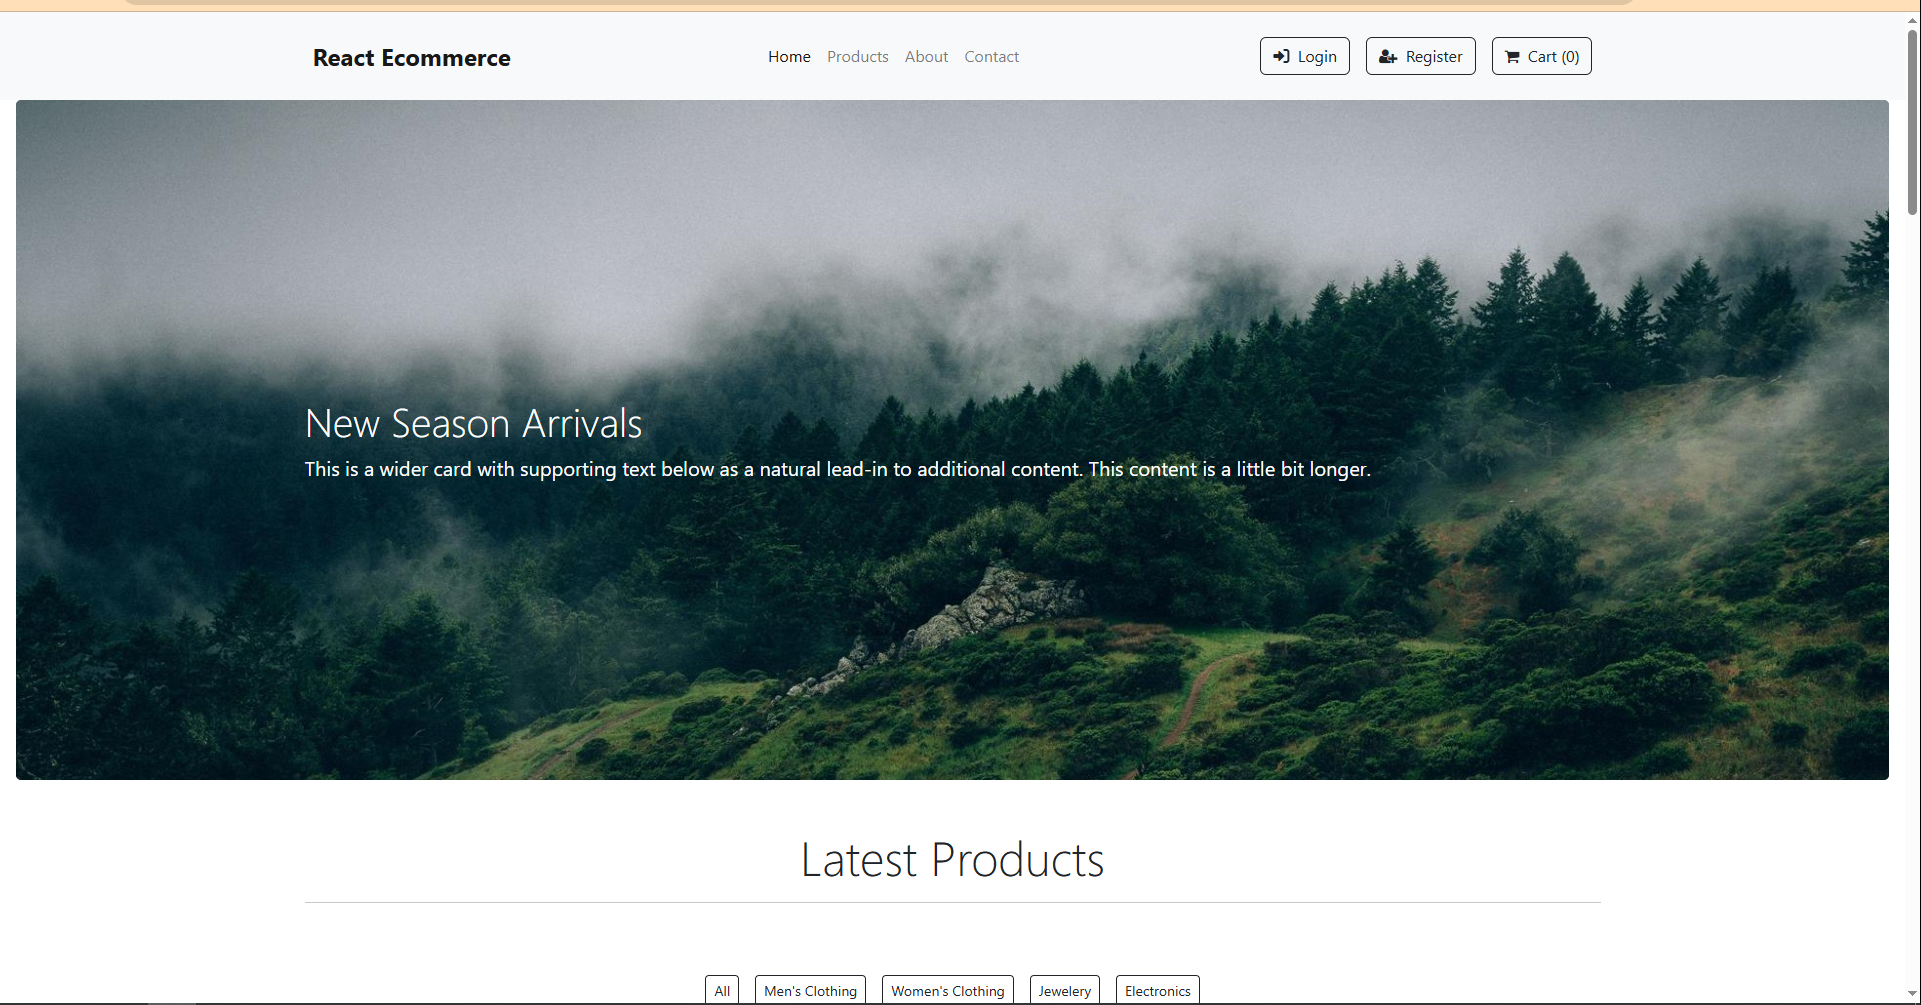 React Ecommerce
Home Products About Contact
Login Register Cart (0)
New Season Arrivals
This is a wider card with supporting text below as a natural lead-in to additional content. This content is a little bit longer.
Latest Products
All Men's Clothing Women's Clothing Jewelery Electronics